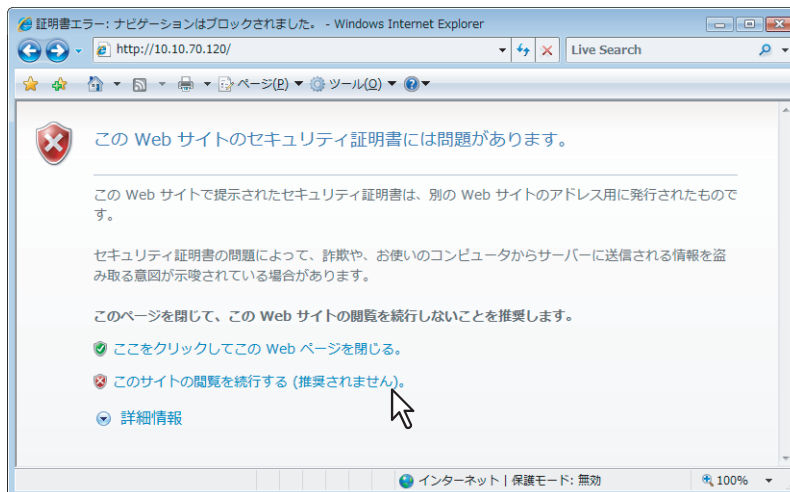 証明書エラー: ナビゲーションはブロックされました。 - Windows Internet Explorer
http://10.10.70.120/
Live Search
ページ(P) ツール(O)
この Web サイトのセキュリティ証明書には問題があります。
この Web サイトで提示されたセキュリティ証明書は、別の Web サイトのアドレス用に発行されたもので
す。
セキュリティ証明書の問題によって、詐欺や、お使いのコンピュータからサーバーに送信される情報を盗
み取る意図が示唆されている場合があります。
このページを閉じて、この Web サイトの閲覧を続行しないことを推奨します。
ここをクリックしてこの Web ページを閉じる。
このサイトの閲覧を続行する (推奨されません)。
詳細情報
インターネット | 保護モード: 無効
100%